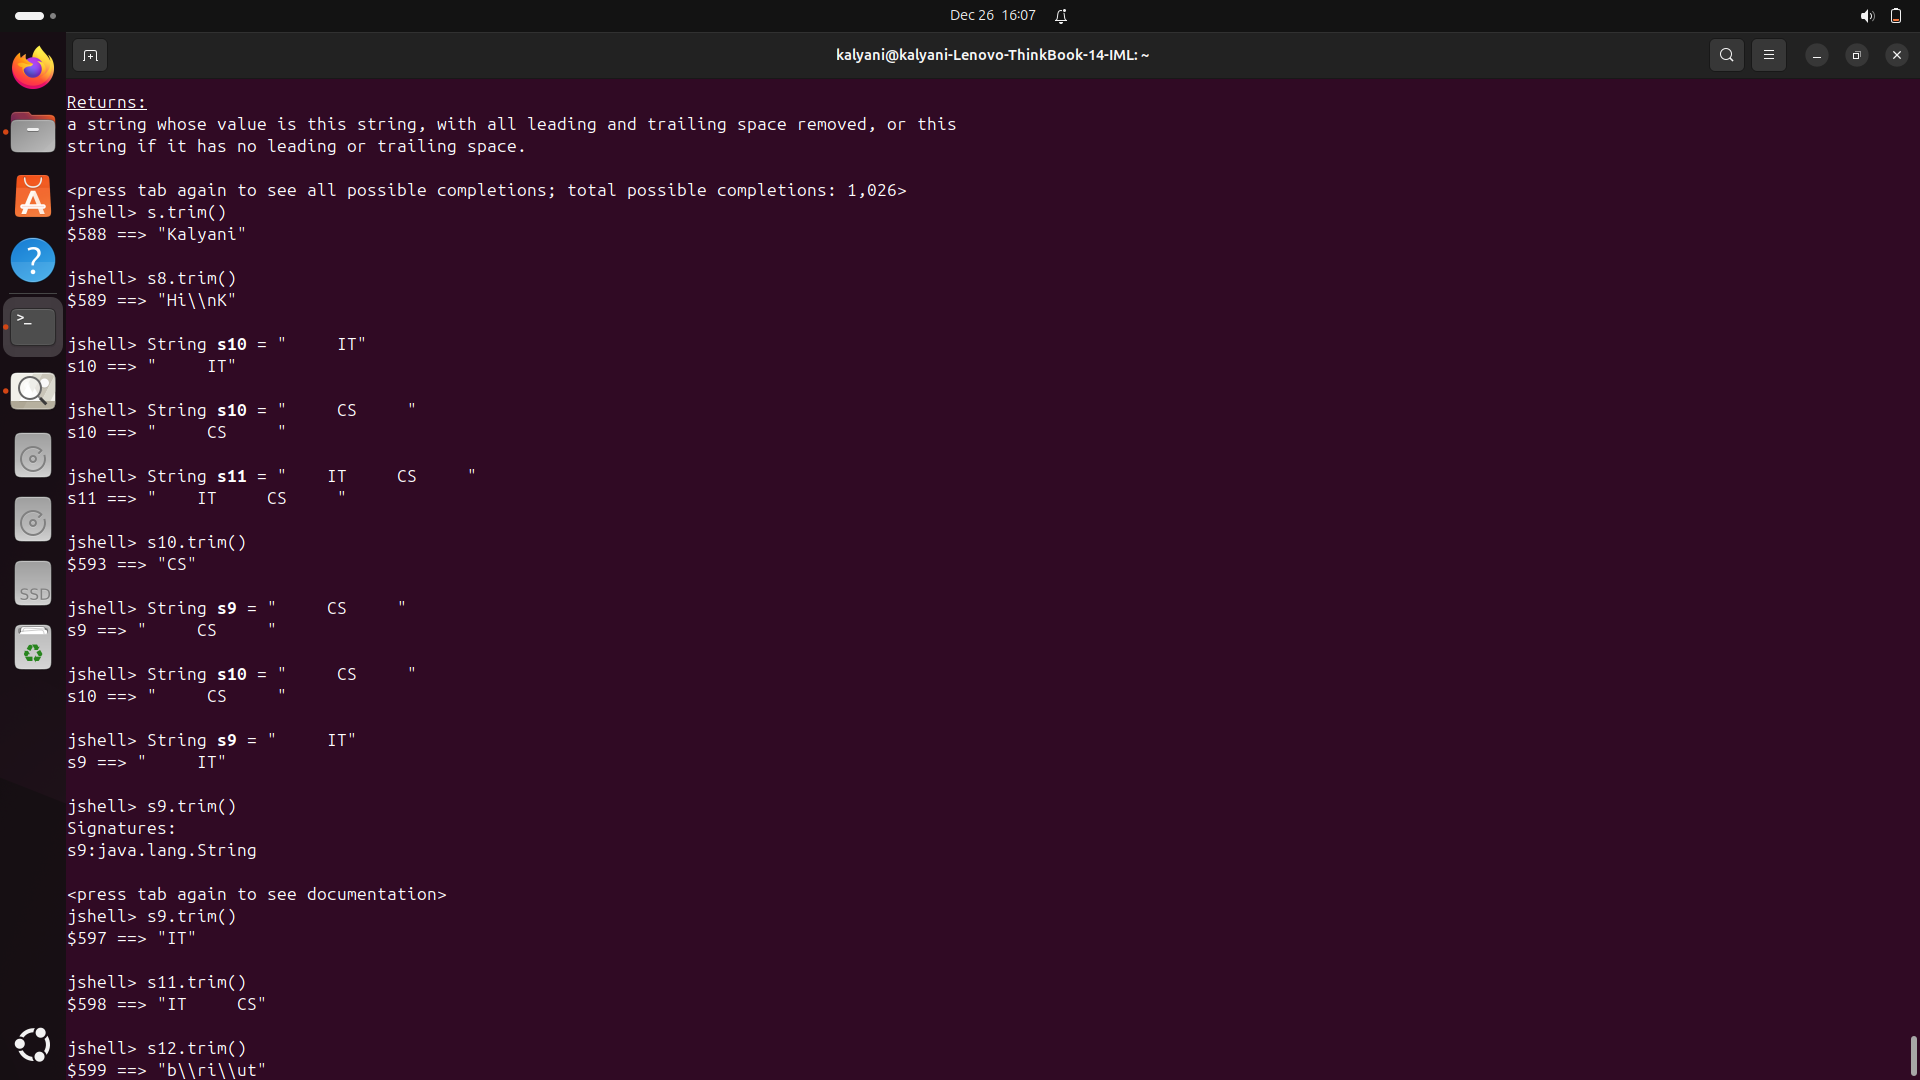 Dec 26 16:07
kalyani@kalyani-Lenovo-ThinkBook-14-IML: ~
Returns:
a string whose value is this string, with all leading and trailing space removed, or this
string if it has no leading or trailing space.
<press tab again to see all possible completions; total possible completions: 1,026>
jshell> s.trim()
$588 ==> "Kalyani"
jshell> s8.trim()
$589 ==> "Hi\\nK"
jshell> String s10 = "     IT"
s10 ==> "     IT"
jshell> String s10 = "     CS     "
s10 ==> "     CS     "
jshell> String s11 = "    IT     CS     "
s11 ==> "    IT     CS     "
jshell> s10.trim()
$593 ==> "CS"
jshell> String s9 = "     CS     "
s9 ==> "     CS     "
jshell> String s10 = "     CS     "
s10 ==> "     CS     "
jshell> String s9 = "     IT"
s9 ==> "     IT"
jshell> s9.trim()
Signatures:
s9:java.lang.String
<press tab again to see documentation>
jshell> s9.trim()
$597 ==> "IT"
jshell> s11.trim()
$598 ==> "IT     CS"
jshell> s12.trim()
$599 ==> "b\\ri\\ut"
>_
?
SSD